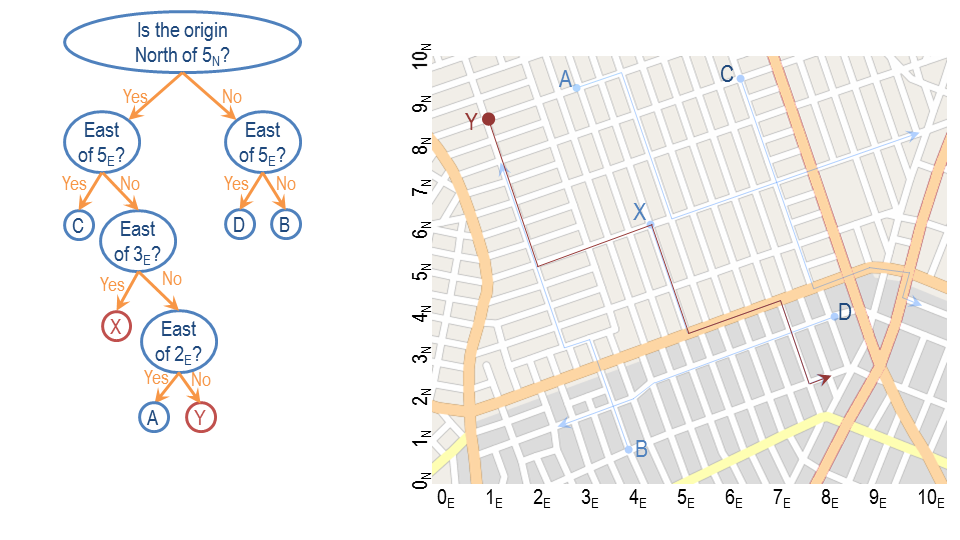 Is the origin
North of 5N?
Yes
No
East
of 5E?
East
of 5E?
Yes
No
Yes
No
C
East
of 3E?
D
B
Yes
No
X
East
of 2E?
Yes
No
A
Y
10N
9N
8N
7N
6N
5N
4N
3N
2N
1N
0N
A
C
Y
X
D
B
0E
1E
2E
3E
4E
5E
6E
7E
8E
9E
10E